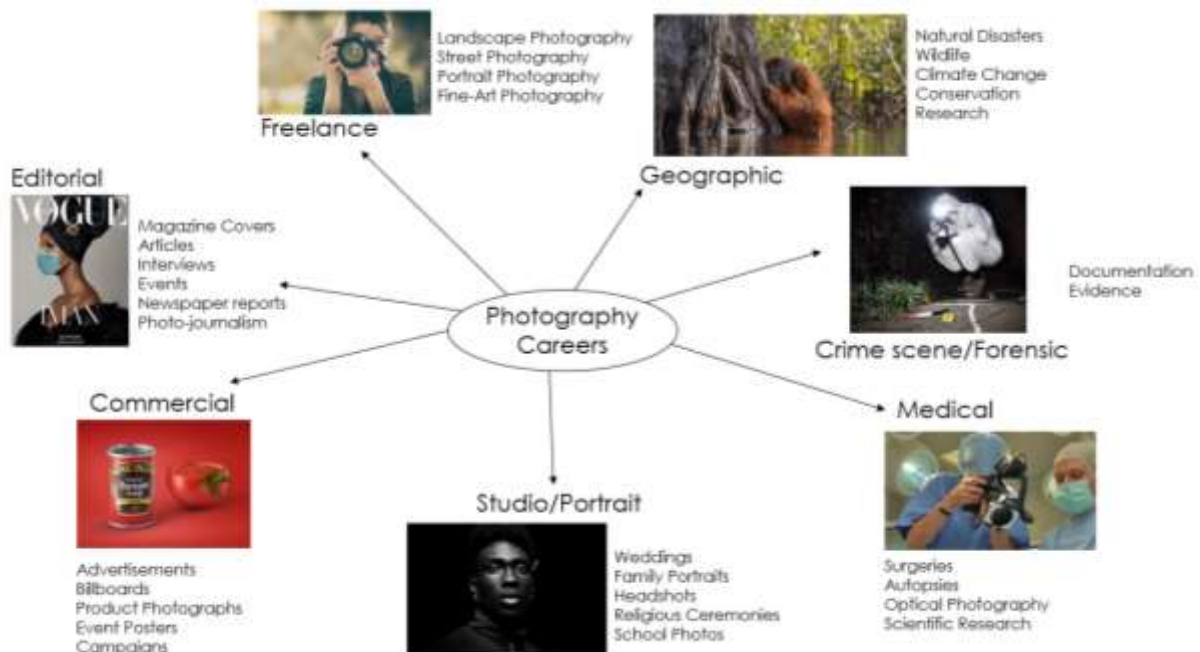 Landscape Photography
Street Photography
Portrait Photography
Fine-Art Photography
Freelance
Natural Disasters
Wildlife
Climate Change
Conservation
Research
Geographic
Editorial
VOGUE
IMAN
Magazine Covers
Articles
Interviews
Events
Newspaper reports
Photo-journalism
Photography
Careers
Documentation
Evidence
Crime scene/Forensic
Commercial
Advertisements
Billboards
Product Photographs
Event Posters
Campaigns
Studio/Portrait
Weddings
Family Portraits
Headshots
Religious Ceremonies
School Photos
Medical
Surgeries
Autopsies
Optical Photography
Scientific Research